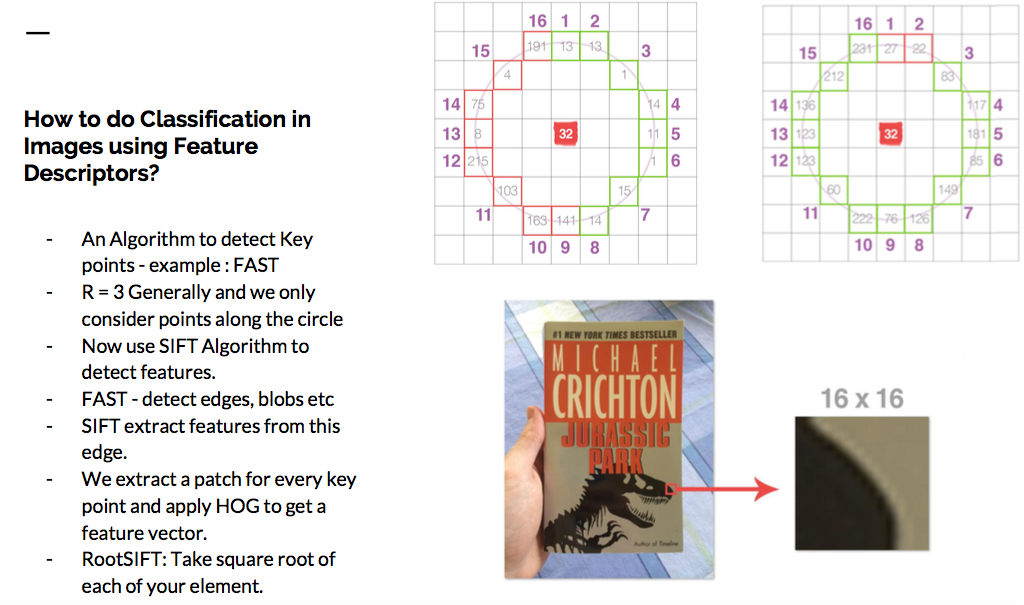 How to do Classification in
Images using Feature
Descriptors?
- An Algorithm to detect Key
points - example : FAST
- R = 3 Generally and we only
consider points along the circle
- Now use SIFT Algorithm to
detect features.
- FAST - detect edges, blobs etc
- SIFT extract features from this
edge.
- We extract a patch for every key
point and apply HOG to get a
feature vector.
- RootSIFT: Take square root of
each of your element.
16 1 2
15 191 13 13 3
4 1
14 75 14 4
13 8 32 11 5
12 215 1 6
103 15
11 163 141 14 7
10 9 8
16 1 2
15 231 27 22 3
212 83
14 136 117 4
13 123 32 181 5
12 123 85 6
60 149
11 222 76 126 7
10 9 8
#1 NEW YORK TIMES BESTSELLER
MICHAEL
CRICHTON
JURASSIC
PARK
Author of Timeline
16 x 16